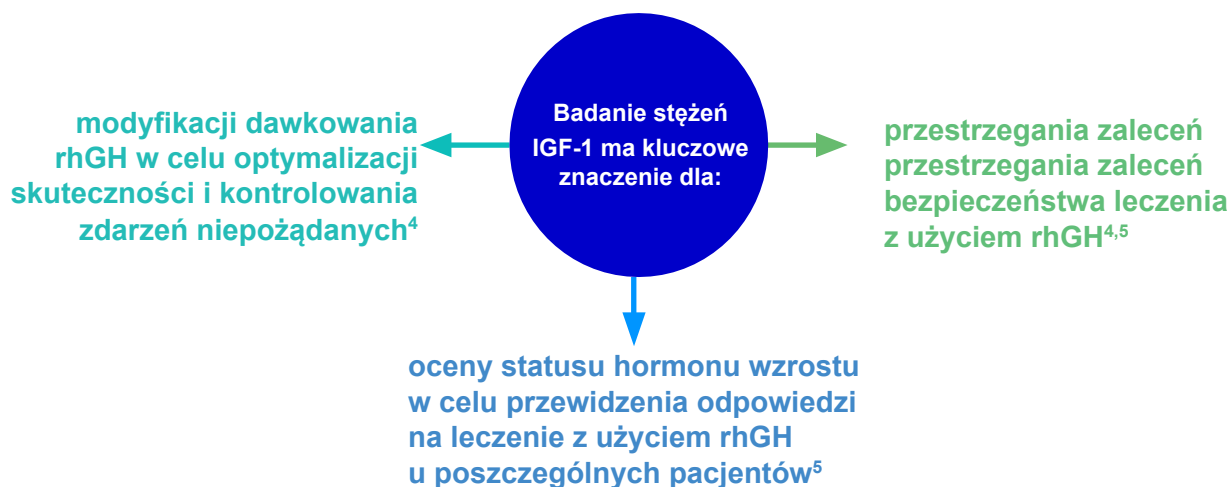 Badanie stężeń
IGF-1 ma kluczowe
znaczenie dla:
modyfikacji dawkowania
rhGH w celu optymalizacji
skuteczności i kontrolowania
zdarzeń niepożądanych⁴
przestrzegania zaleceń
przestrzegania zaleceń
bezpieczeństwa leczenia
z użyciem rhGH⁴,⁵
oceny statusu hormonu wzrostu
w celu przewidzenia odpowiedzi
na leczenie z użyciem rhGH
u poszczególnych pacjentów⁵